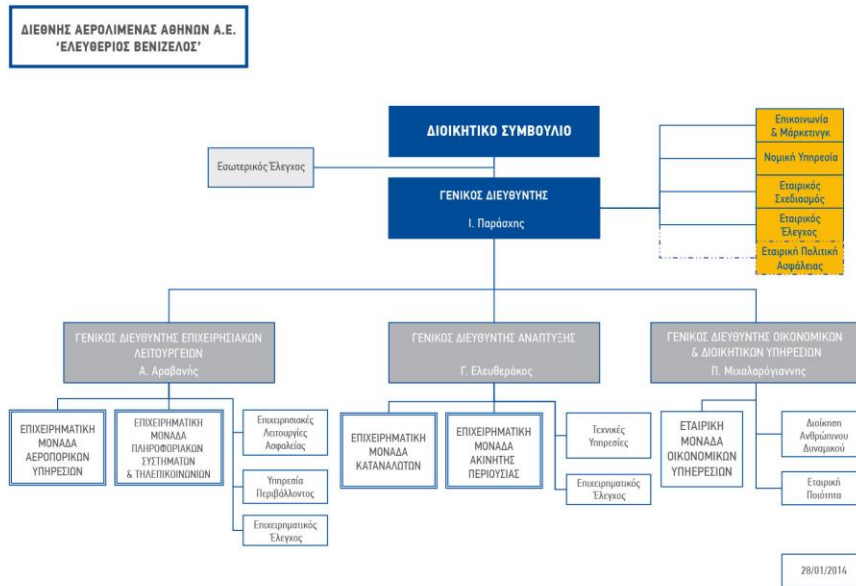 ΔΙΕΘΝΗΣ ΑΕΡΟΛΙΜΕΝΑΣ ΑΘΗΝΩΝ Α.Ε.
‘ΕΛΕΥΘΕΡΙΟΣ ΒΕΝΙΖΕΛΟΣ’
ΔΙΟΙΚΗΤΙΚΟ ΣΥΜΒΟΥΛΙΟ
Εσωτερικός Έλεγχος
ΓΕΝΙΚΟΣ ΔΙΕΥΘΥΝΤΗΣ
Ι. Παράσχης
Επικοινωνία
& Μάρκετινγκ
Νομική Υπηρεσία
Εταιρικός
Σχεδιασμός
Εταιρικός
Έλεγχος
Εταιρική Πολιτική
Ασφάλειας
ΓΕΝΙΚΟΣ ΔΙΕΥΘΥΝΤΗΣ ΕΠΙΧΕΙΡΗΣΙΑΚΩΝ
ΛΕΙΤΟΥΡΓΕΙΩΝ
Α. Αραβανής
ΓΕΝΙΚΟΣ ΔΙΕΥΘΥΝΤΗΣ ΑΝΑΠΤΥΞΗΣ
Γ. Ελευθεράκος
ΓΕΝΙΚΟΣ ΔΙΕΥΘΥΝΤΗΣ ΟΙΚΟΝΟΜΙΚΩΝ
& ΔΙΟΙΚΗΤΙΚΩΝ ΥΠΗΡΕΣΙΩΝ
Π. Μιχαλαρόγιαννης
ΕΠΙΧΕΙΡΗΜΑΤΙΚΗ
ΜΟΝΑΔΑ
ΑΕΡΟΠΟΡΙΚΩΝ
ΥΠΗΡΕΣΙΩΝ
ΕΠΙΧΕΙΡΗΜΑΤΙΚΗ
ΜΟΝΑΔΑ
ΠΛΗΡΟΦΟΡΙΑΚΩΝ
ΣΥΣΤΗΜΑΤΩΝ
& ΤΗΛΕΠΙΚΟΙΝΩΝΙΩΝ
Επιχειρησιακές
Λειτουργίες
Ασφαλείας
Υπηρεσία
Περιβάλλοντος
Επιχειρηματικός
Έλεγχος
ΕΠΙΧΕΙΡΗΜΑΤΙΚΗ
ΜΟΝΑΔΑ
ΚΑΤΑΝΑΛΩΤΩΝ
ΕΠΙΧΕΙΡΗΜΑΤΙΚΗ
ΜΟΝΑΔΑ
ΑΚΙΝΗΤΗΣ
ΠΕΡΙΟΥΣΙΑΣ
Τεχνικές
Υπηρεσίες
Επιχειρηματικός
Έλεγχος
ΕΤΑΙΡΙΚΗ
ΜΟΝΑΔΑ
ΟΙΚΟΝΟΜΙΚΩΝ
ΥΠΗΕΡΕΣΙΩΝ
Διοίκηση
Ανθρώπινου
Δυναμικού
Εταιρική
Ποιότητα
28/01/2014